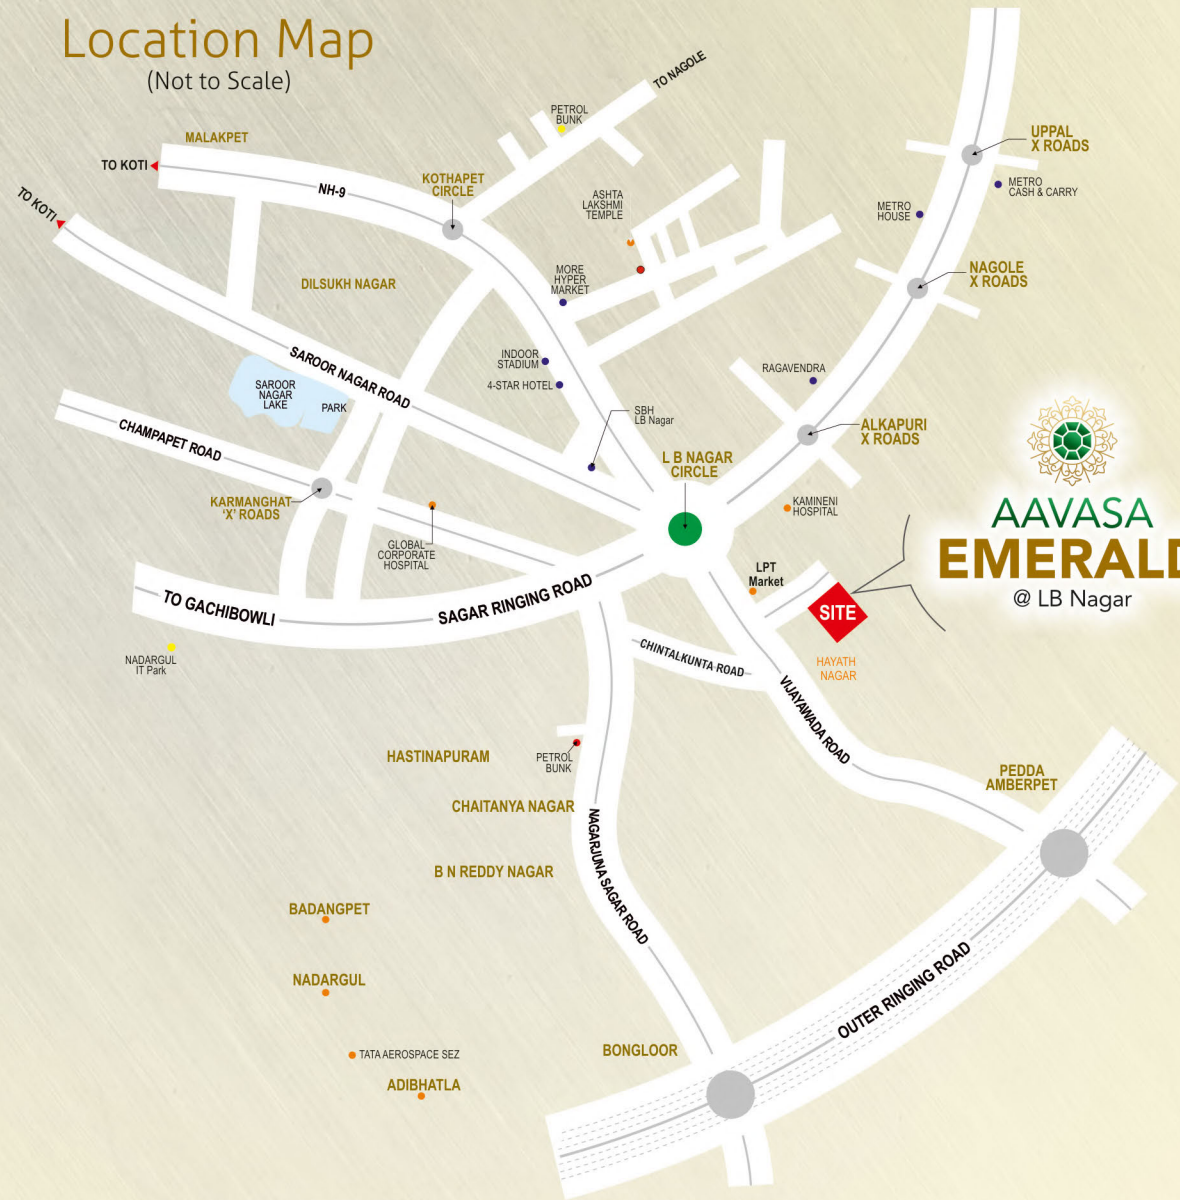 Location Map
(Not to Scale)
TO NAGOLE
PETROL
BUNK
MALAKPET
TO KOTI
NH-9
KOTHAPET
CIRCLE
TO KOTI
UPPAL
X ROADS
METRO
CASH & CARRY
METRO
HOUSE
ASHTA
LAKSHMI
TEMPLE
NAGOLE
X ROADS
MORE
HYPER
MARKET
DILSUKH NAGAR
INDOOR
STADIUM
4-STAR HOTEL
RAGAVENDRA
SAROOR NAGAR ROAD
SAROOR
NAGAR
LAKE
PARK
SBH
LB Nagar
ALKAPURI
X ROADS
CHAMPAPET ROAD
L B NAGAR
CIRCLE
KARMANGHAT
'X' ROADS
KAMINENI
HOSPITAL
AAVASA
EMERALD
@ LB Nagar
GLOBAL
CORPORATE
HOSPITAL
LPT
Market
SITE
TO GACHIBOWLI
SAGAR RINGING ROAD
NADARGUL
IT Park
CHINTALKUNTA ROAD
HAYATH
NAGAR
VIJAYAWADA ROAD
HASTINAPURAM
PETROL
BUNK
PEDDA
AMBERPET
CHAITANYA NAGAR
NAGARJUNA SAGAR ROAD
B N REDDY NAGAR
BADANGPET
NADARGUL
OUTER RINGING ROAD
TATA AEROSPACE SEZ
BONGLOOR
ADIBHATLA